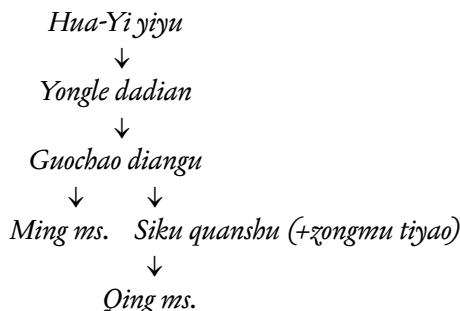 Hua-Yi yiyu
↓
Yongle dadian
↓
Guochao diangu
↓ ↓
Ming ms. Siku quanshu (+zongmu tiyao)
↓
Qing ms.